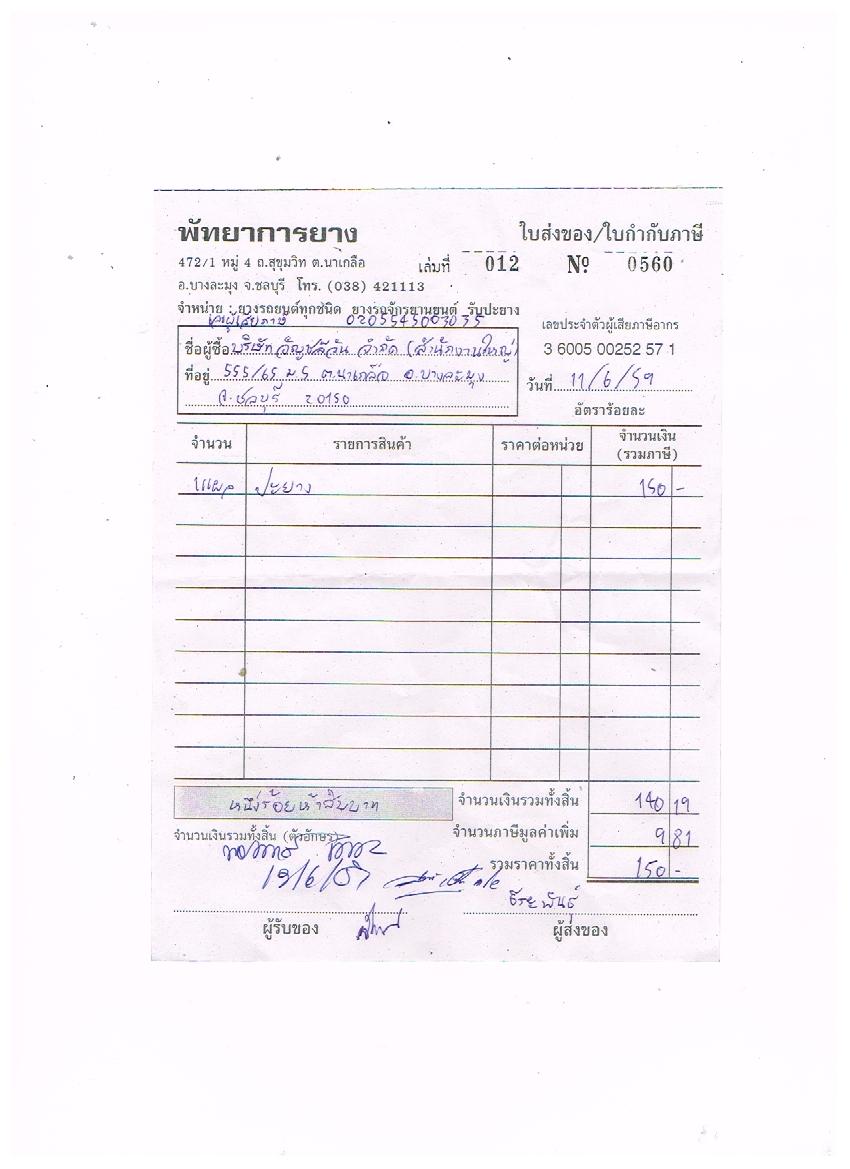 พัทยาการยาง ใบส่งของ/ใบกำกับภาษี
472/1 หมู่ 4 ถ.สุขุมวิท ต.นาเกลือ เล่มที่ 012 № 0560
อ.บางละมุง จ.ชลบุรี โทร. (038) 421113
จำหน่าย : ยางรถยนต์ทุกชนิด ยางรถจักรยานยนต์ รับปะยาง
เลขผู้เสียภาษี 0205545003035
เลขประจำตัวผู้เสียภาษีอากร
ชื่อผู้ซื้อ บริษัท อัญชลีวัน จำกัด (สำนักงานใหญ่)
3 6005 00252 57 1
ที่อยู่ 555/65 ม.5 ต.นาเกลือ อ.บางละมุง
วันที่ 11/6/59
จ.ชลบุรี 20150
อัตราร้อยละ
จำนวน รายการสินค้า ราคาต่อหน่วย จำนวนเงิน (รวมภาษี)
1แผล ปะยาง 150 -
หนึ่งร้อยห้าสิบบาท จำนวนเงินรวมทั้งสิ้น 140 19
จำนวนเงินรวมทั้งสิ้น (ตัวอักษร) จำนวนภาษีมูลค่าเพิ่ม 9 81
รวมราคาทั้งสิ้น 150 -
ธีระพันธุ์
ผู้รับของ ผู้ส่งของ